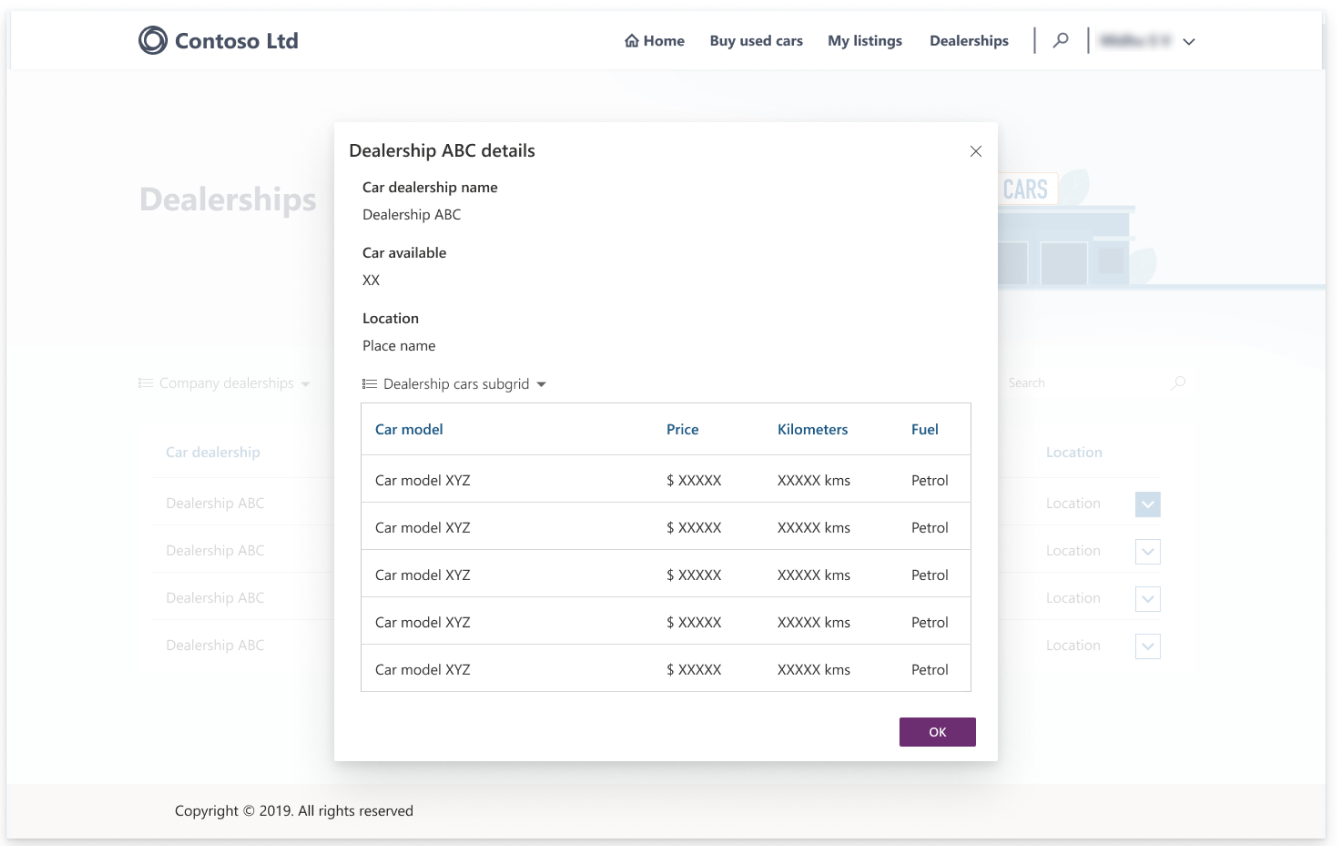 Contoso Ltd
Home Buy used cars My listings Dealerships
Dealership ABC details
Car dealership name
Dealership ABC
Car available
XX
Location
Place name
Dealership cars subgrid
Car model Price Kilometers Fuel
Car model XYZ $ XXXXX XXXXX kms Petrol
Car model XYZ $ XXXXX XXXXX kms Petrol
Car model XYZ $ XXXXX XXXXX kms Petrol
Car model XYZ $ XXXXX XXXXX kms Petrol
Car model XYZ $ XXXXX XXXXX kms Petrol
OK
Dealerships
CARS
Company dealerships
Search
Car dealership Location
Dealership ABC Location
Dealership ABC Location
Dealership ABC Location
Dealership ABC Location
Copyright © 2019. All rights reserved